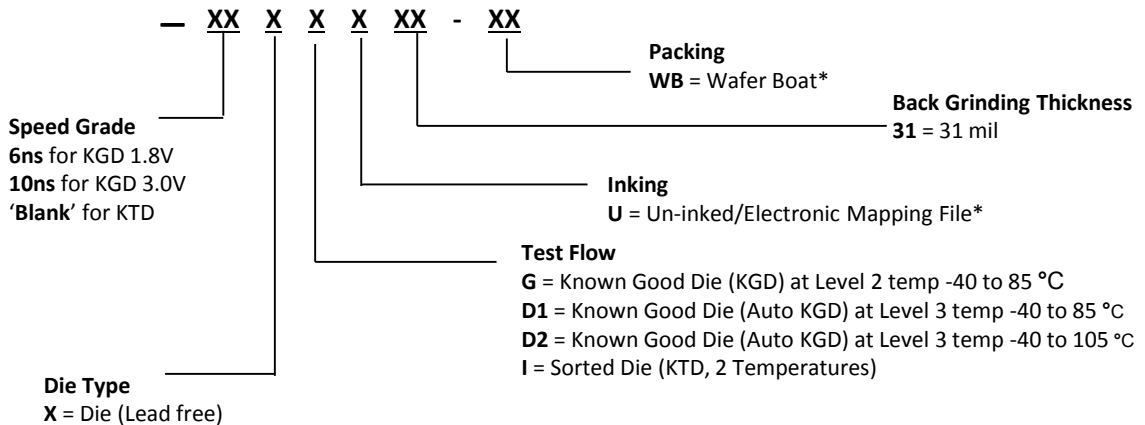 — XX X X X XX - XX
Packing
WB = Wafer Boat*
Back Grinding Thickness
31 = 31 mil
Speed Grade
6ns for KGD 1.8V
10ns for KGD 3.0V
‘Blank’ for KTD
Inking
U = Un-inked/Electronic Mapping File*
Test Flow
G = Known Good Die (KGD) at Level 2 temp -40 to 85 °C
D1 = Known Good Die (Auto KGD) at Level 3 temp -40 to 85 °C
D2 = Known Good Die (Auto KGD) at Level 3 temp -40 to 105 °C
I = Sorted Die (KTD, 2 Temperatures)
Die Type
X = Die (Lead free)